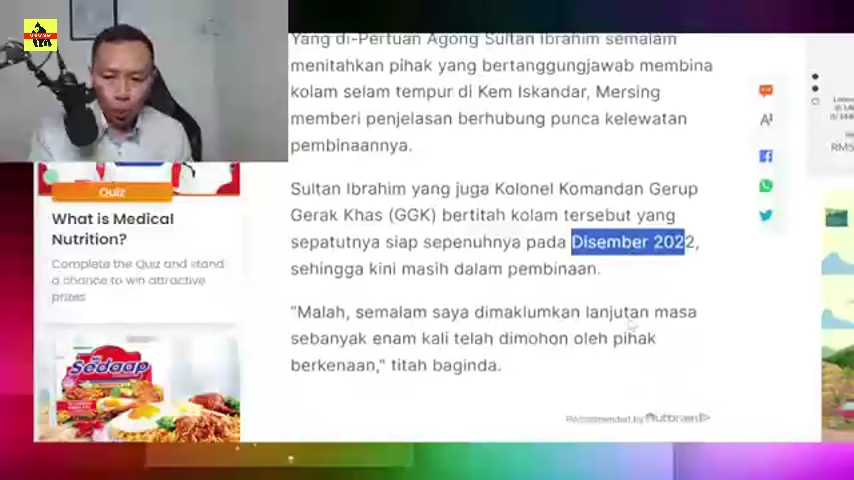 Yang di-Pertuan Agong Sultan Ibrahim semalam
menitahkan pihak yang bertanggungjawab membina
kolam selam tempur di Kem Iskandar, Mersing
memberi penjelasan berhubung punca kelewatan
pembinaannya.
Sultan Ibrahim yang juga Kolonel Komandan Gerup
Gerak Khas (GGK) bertitah kolam tersebut yang
sepatutnya siap sepenuhnya pada Disember 2022,
sehingga kini masih dalam pembinaan.
"Malah, semalam saya dimaklumkan lanjutan masa
sebanyak enam kali telah dimohon oleh pihak
berkenaan," titah baginda.
Recommended by Outbrain
Quiz
What is Medical
Nutrition?
Complete the Quiz and stand
a chance to win attractive
prizes
Sedaap